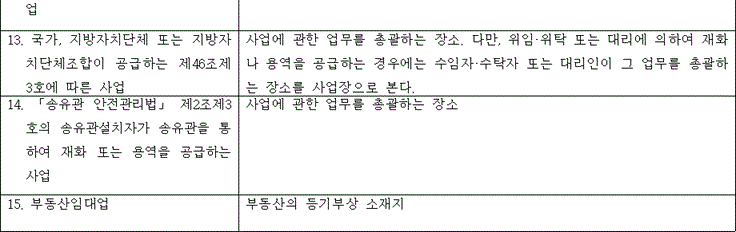 업
13. 국가, 지방자치단체 또는 지방자
치단체조합이 공급하는 제46조제
3호에 따른 사업
사업에 관한 업무를 총괄하는 장소. 다만, 위임·위탁 또는 대리에 의하여 재화
나 용역을 공급하는 경우에는 수임자·수탁자 또는 대리인이 그 업무를 총괄하
는 장소를 사업장으로 본다.
14. 「송유관 안전관리법」 제2조제3
호의 송유관설치자가 송유관을 통
하여 재화 또는 용역을 공급하는
사업
사업에 관한 업무를 총괄하는 장소
15. 부동산임대업
부동산의 등기부상 소재지